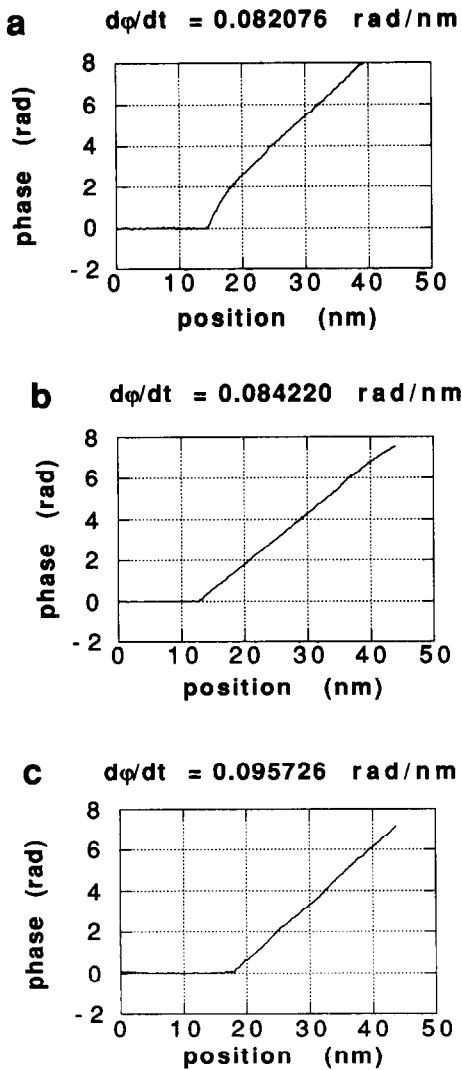 a dφ/dt = 0.082076 rad/nm
8
6
4
2
0
-2
phase (rad)
0 10 20 30 40 50
position (nm)
b dφ/dt = 0.084220 rad/nm
8
6
4
2
0
-2
phase (rad)
0 10 20 30 40 50
position (nm)
c dφ/dt = 0.095726 rad/nm
8
6
4
2
0
-2
phase (rad)
0 10 20 30 40 50
position (nm)